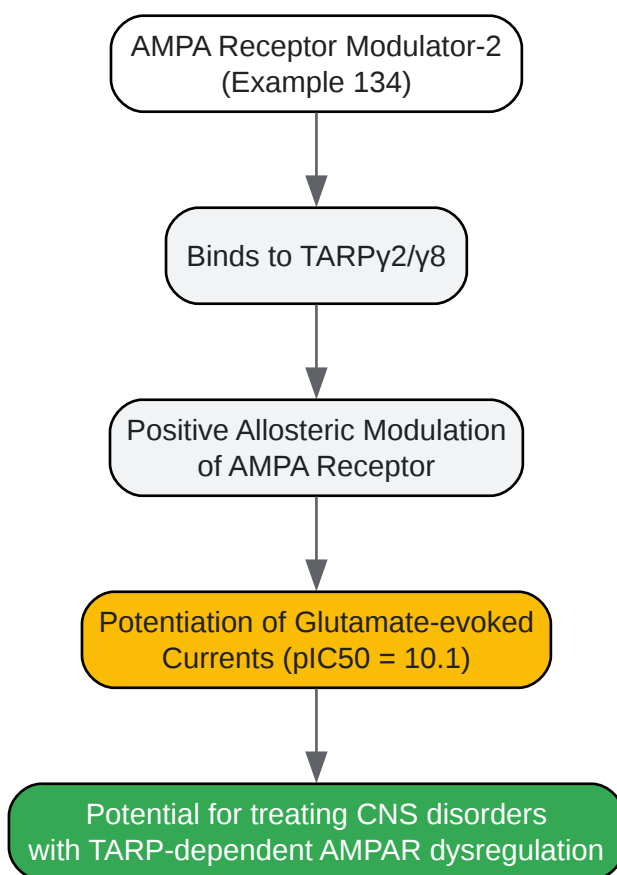 AMPA Receptor Modulator-2
(Example 134)
Binds to TARPγ2/γ8
Positive Allosteric Modulation
of AMPA Receptor
Potentiation of Glutamate-evoked
Currents (pIC50 = 10.1)
Potential for treating CNS disorders
with TARP-dependent AMPAR dysregulation